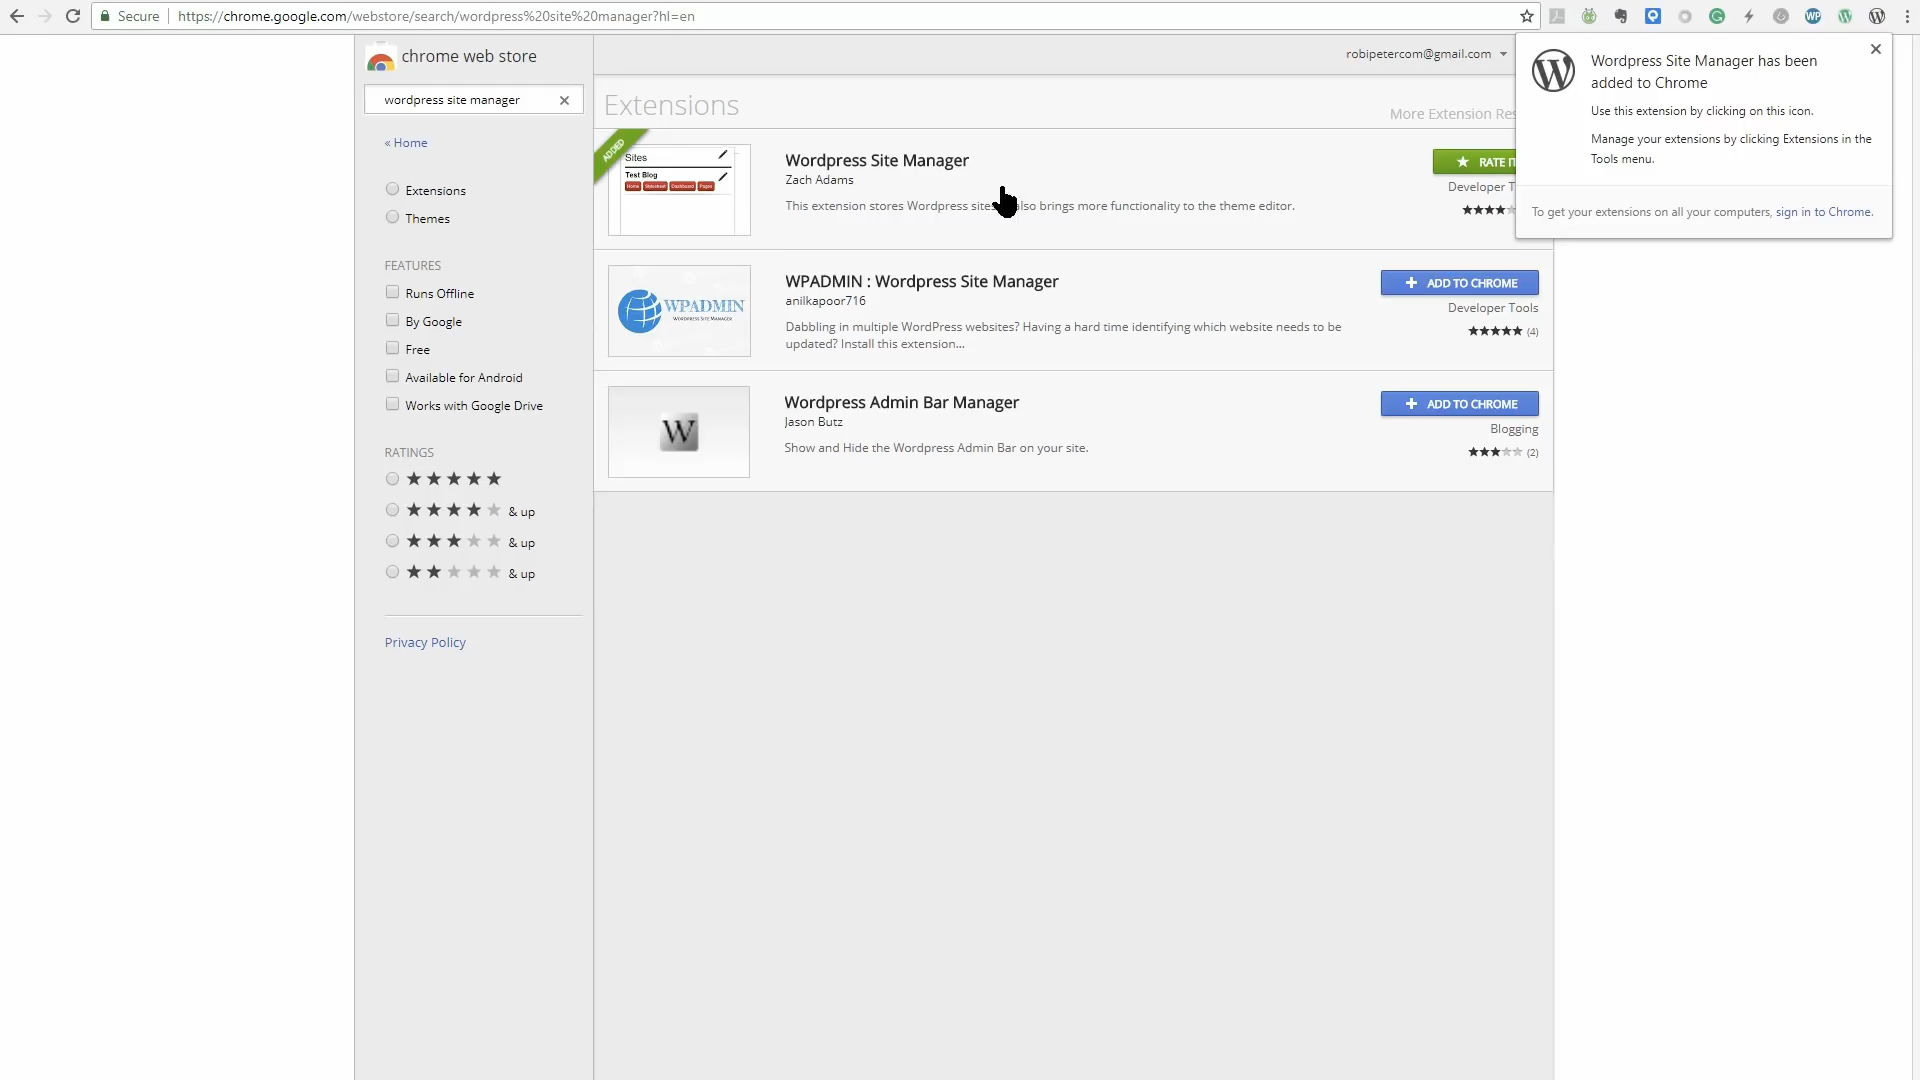 Secure
https://chrome.google.com/webstore/search/wordpress%20site%20manager?hl=en
chrome web store
wordpress site manager
« Home
Extensions
Themes
FEATURES
Runs Offline
By Google
Free
Available for Android
Works with Google Drive
RATINGS
& up
& up
& up
Privacy Policy
robipetercom@gmail.com
Extensions
More Extension Res
ADDED
Sites
Test Blog
Home Stylesheet Dashboard Pages
Wordpress Site Manager
Zach Adams
This extension stores Wordpress sites also brings more functionality to the theme editor.
RATE IT
Developer T
WPADMIN
WORDPRESS SITE MANAGER
WPADMIN : Wordpress Site Manager
anilkapoor716
Dabbling in multiple WordPress websites? Having a hard time identifying which website needs to be
updated? Install this extension...
ADD TO CHROME
Developer Tools
(4)
W
Wordpress Admin Bar Manager
Jason Butz
Show and Hide the Wordpress Admin Bar on your site.
ADD TO CHROME
Blogging
(2)
Wordpress Site Manager has been
added to Chrome
Use this extension by clicking on this icon.
Manage your extensions by clicking Extensions in the
Tools menu.
To get your extensions on all your computers, sign in to Chrome.